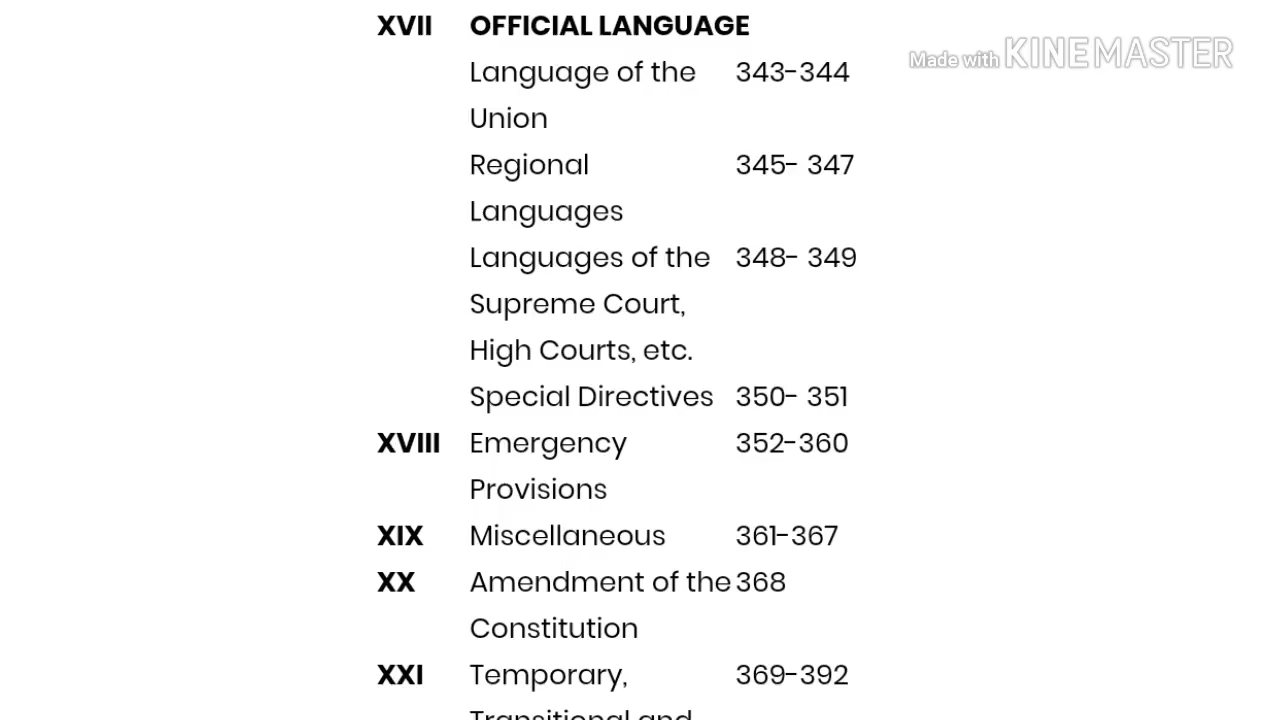 XVII OFFICIAL LANGUAGE
Made with KINEMASTER
Language of the 343-344
Union
Regional 345- 347
Languages
Languages of the 348- 349
Supreme Court,
High Courts, etc.
Special Directives 350- 351
XVIII Emergency 352-360
Provisions
XIX Miscellaneous 361-367
XX Amendment of the 368
Constitution
XXI Temporary, 369-392
Transitional and